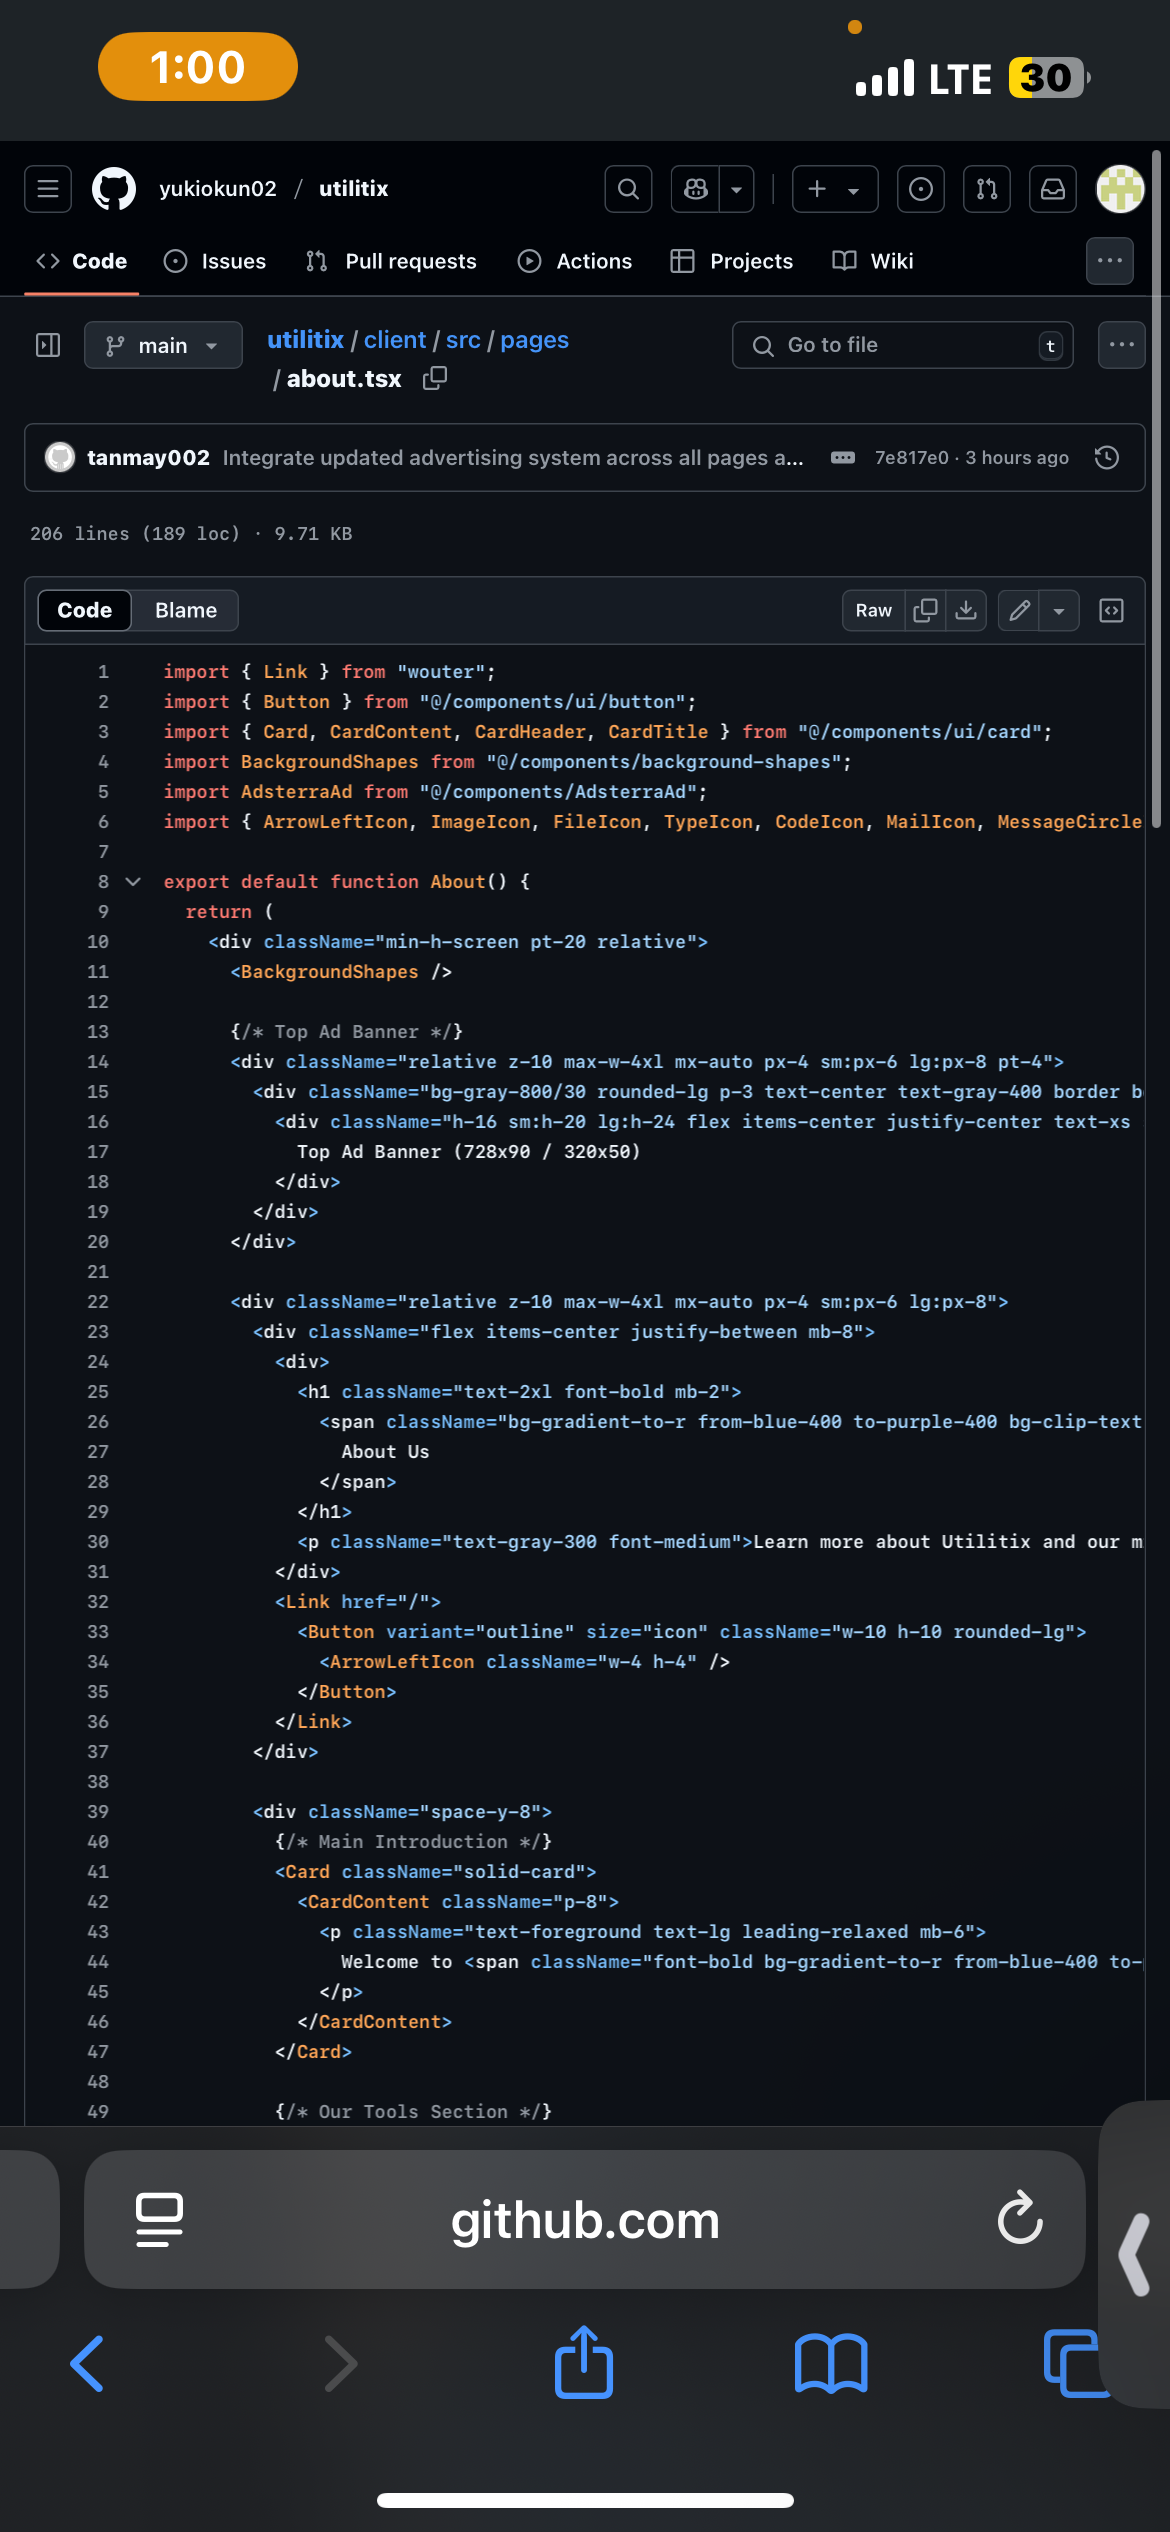 1:00
LTE 30
yukiokun02 / utilitix
Code Issues Pull requests Actions Projects Wiki
main utilitix / client / src / pages
/ about.tsx
Go to file t
tanmay002 Integrate updated advertising system across all pages a... 7e817e0 · 3 hours ago
206 lines (189 loc) · 9.71 KB
Code Blame Raw
1 import { Link } from "wouter";
2 import { Button } from "@/components/ui/button";
3 import { Card, CardContent, CardHeader, CardTitle } from "@/components/ui/card";
4 import BackgroundShapes from "@/components/background-shapes";
5 import AdsterraAd from "@/components/AdsterraAd";
6 import { ArrowLeftIcon, ImageIcon, FileIcon, TypeIcon, CodeIcon, MailIcon, MessageCircle
7
8 export default function About() {
9 return (
10 <div className="min-h-screen pt-20 relative">
11 <BackgroundShapes />
12
13 {/* Top Ad Banner */}
14 <div className="relative z-10 max-w-4xl mx-auto px-4 sm:px-6 lg:px-8 pt-4">
15 <div className="bg-gray-800/30 rounded-lg p-3 text-center text-gray-400 border b
16 <div className="h-16 sm:h-20 lg:h-24 flex items-center justify-center text-xs
17 Top Ad Banner (728x90 / 320x50)
18 </div>
19 </div>
20 </div>
21
22 <div className="relative z-10 max-w-4xl mx-auto px-4 sm:px-6 lg:px-8">
23 <div className="flex items-center justify-between mb-8">
24 <div>
25 <h1 className="text-2xl font-bold mb-2">
26 <span className="bg-gradient-to-r from-blue-400 to-purple-400 bg-clip-text
27 About Us
28 </span>
29 </h1>
30 <p className="text-gray-300 font-medium">Learn more about Utilitix and our m
31 </div>
32 <Link href="/">
33 <Button variant="outline" size="icon" className="w-10 h-10 rounded-lg">
34 <ArrowLeftIcon className="w-4 h-4" />
35 </Button>
36 </Link>
37 </div>
38
39 <div className="space-y-8">
40 {/* Main Introduction */}
41 <Card className="solid-card">
42 <CardContent className="p-8">
43 <p className="text-foreground text-lg leading-relaxed mb-6">
44 Welcome to <span className="font-bold bg-gradient-to-r from-blue-400 to-
45 </p>
46 </CardContent>
47 </Card>
48
49 {/* Our Tools Section */}
github.com